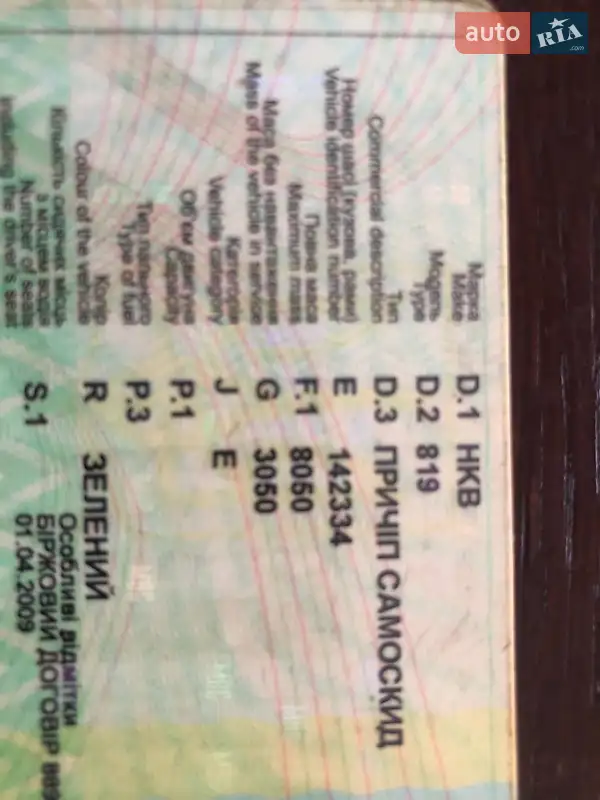 auto RIA.com
Марка
Make D.1 НКВ
Модель
Type D.2 819
Тип
Commercial description D.3 ПРИЧІП САМОСКИД
Номер шасі (кузова, рами)
Vehicle identification number E 142334
Повна маса
Maximum mass F.1 8050
Маса без навантаження
Mass of the vehicle in service G 3050
Категорія
Vehicle category J E
Об'єм двигуна
Capacity P.1
Тип пального
Type of fuel P.3
Колір
Colour of the vehicle R ЗЕЛЕНИЙ
Кількість сидячих місць
з місцем водія
Number of seats S.1
including the driver's seat
Особливі відмітки
БІРЖОВИЙ ДОГОВІР
01.04.2009